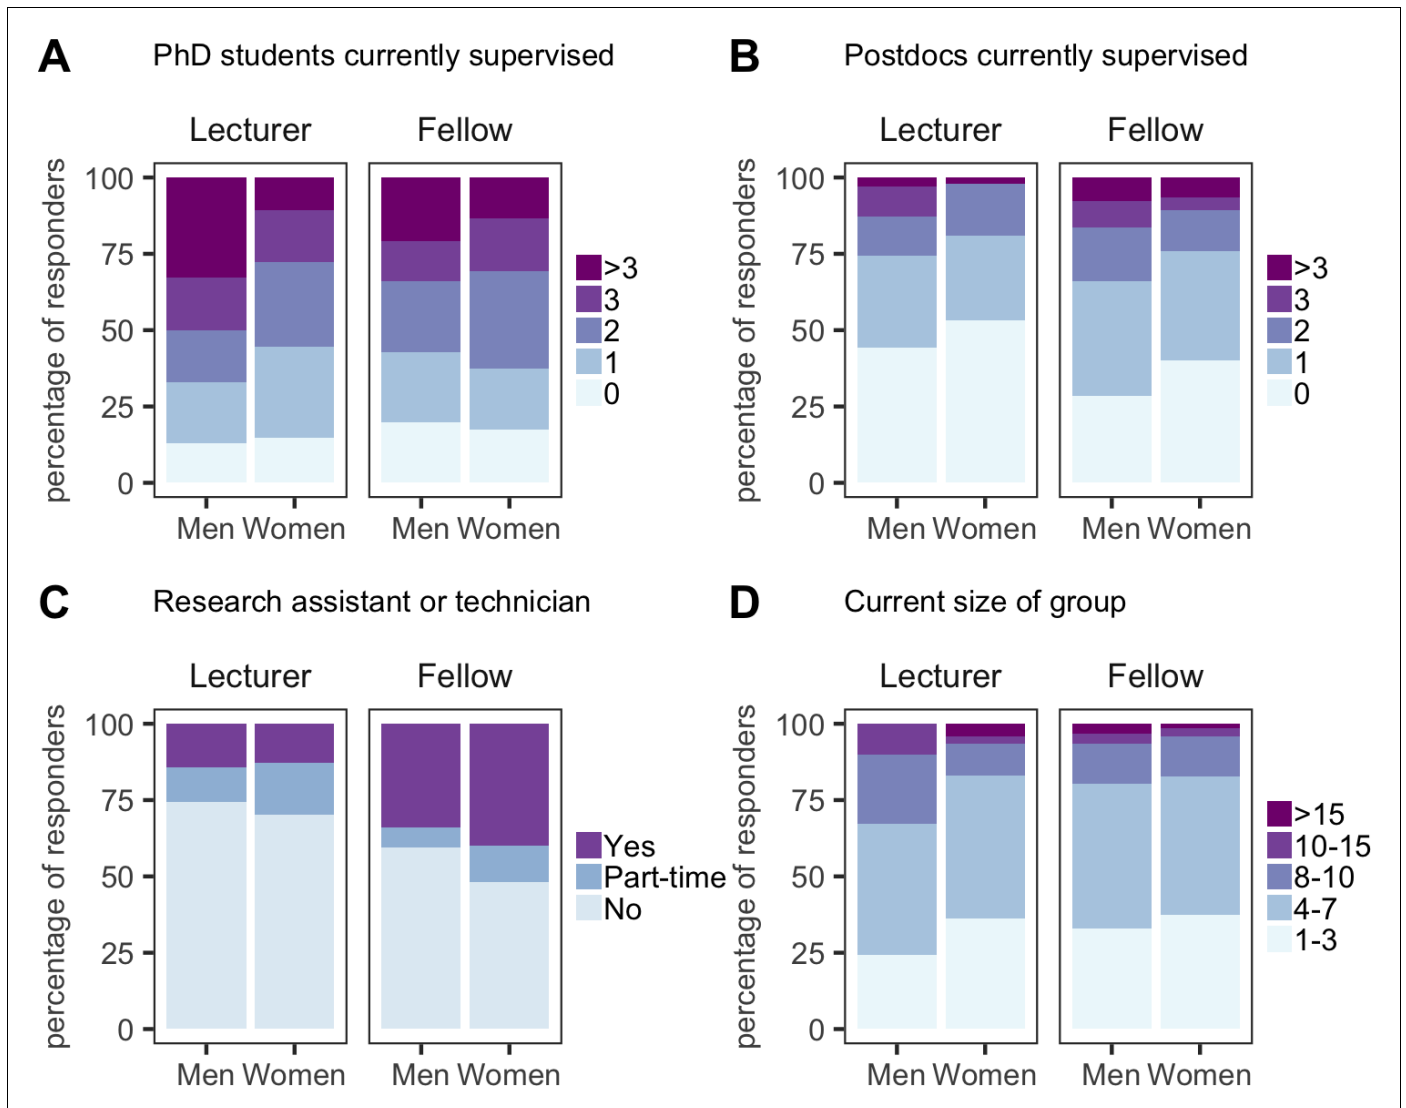 A PhD students currently supervised
Lecturer Fellow
percentage of responders
100
75
50
25
0
Men Women Men Women
>3
3
2
1
0
B Postdocs currently supervised
Lecturer Fellow
percentage of responders
100
75
50
25
0
Men Women Men Women
>3
3
2
1
0
C Research assistant or technician
Lecturer Fellow
percentage of responders
100
75
50
25
0
Men Women Men Women
Yes
Part-time
No
D Current size of group
Lecturer Fellow
percentage of responders
100
75
50
25
0
Men Women Men Women
>15
10-15
8-10
4-7
1-3